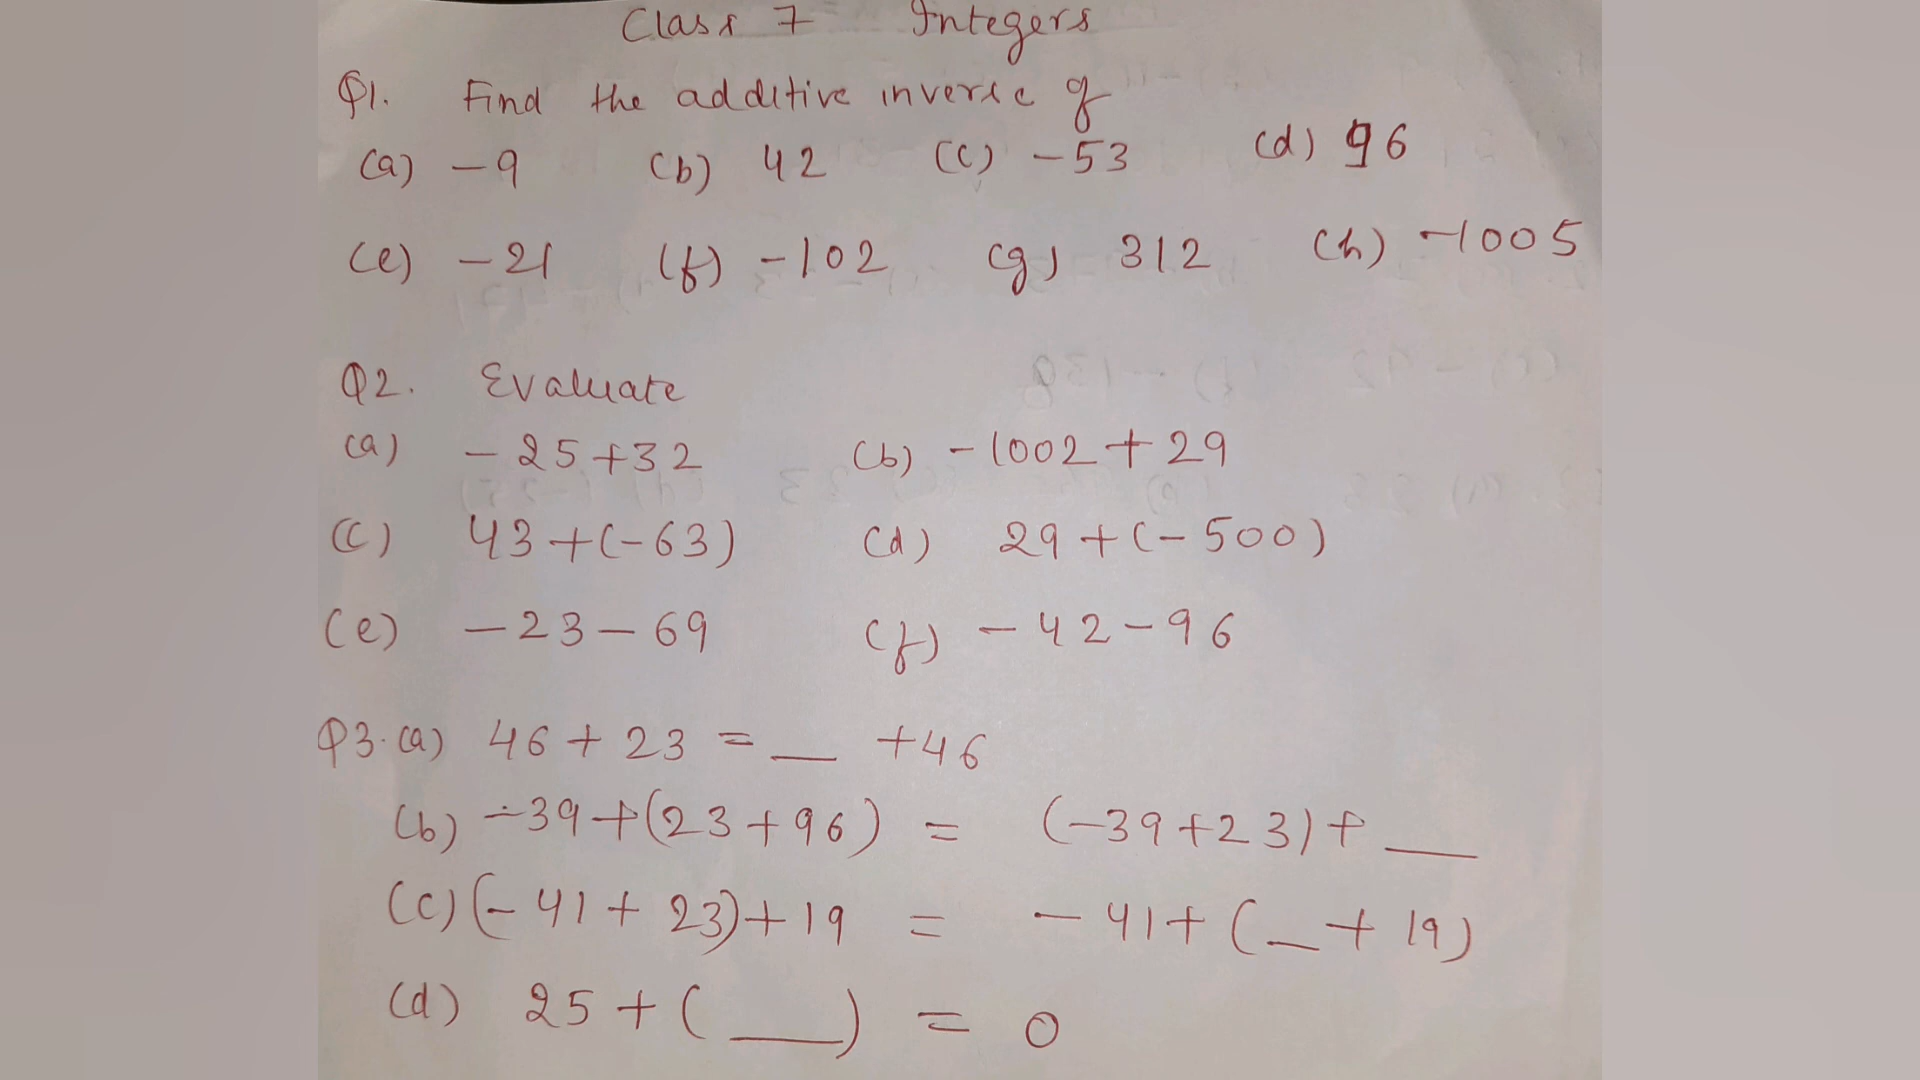 Class 7 Integers
Q1. Find the additive inverse of
(a) -9 (b) 42 (c) -53 (d) 96
(e) -21 (f) -102 (g) 312 (h) -1005
Q2. Evaluate
(a) -25+32 (b) -1002+29
(c) 43+(-63) (d) 29+(-500)
(e) -23-69 (f) -42-96
Q3. (a) 46+23 = __ +46
(b) -39+(23+96) = (-39+23)+ __
(c) (-41+23)+19 = -41+(__+19)
(d) 25+(___) = 0